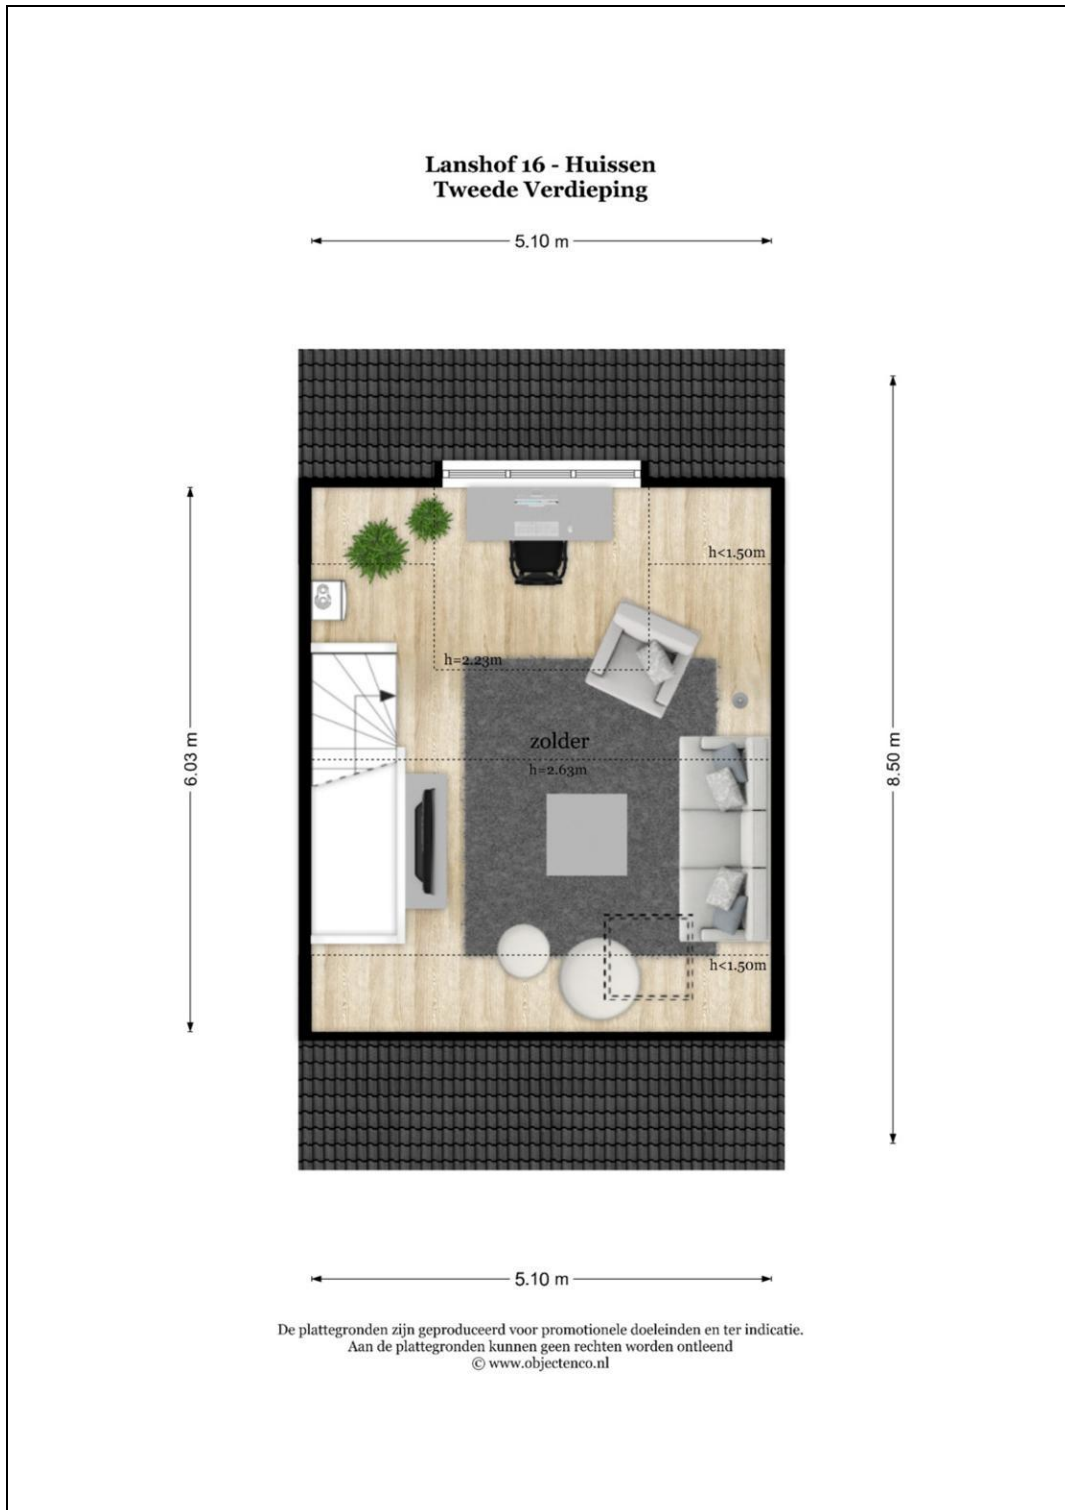 Lanshof 16 - Huissen
Tweede Verdieping
5.10 m
h<1.50m
h=2.23m
zolder
h=2.63m
6.03 m
8.50 m
h<1.50m
5.10 m
De plattegronden zijn geproduceerd voor promotionele doeleinden en ter indicatie.
Aan de plattegronden kunnen geen rechten worden ontleend
© www.objectenco.nl